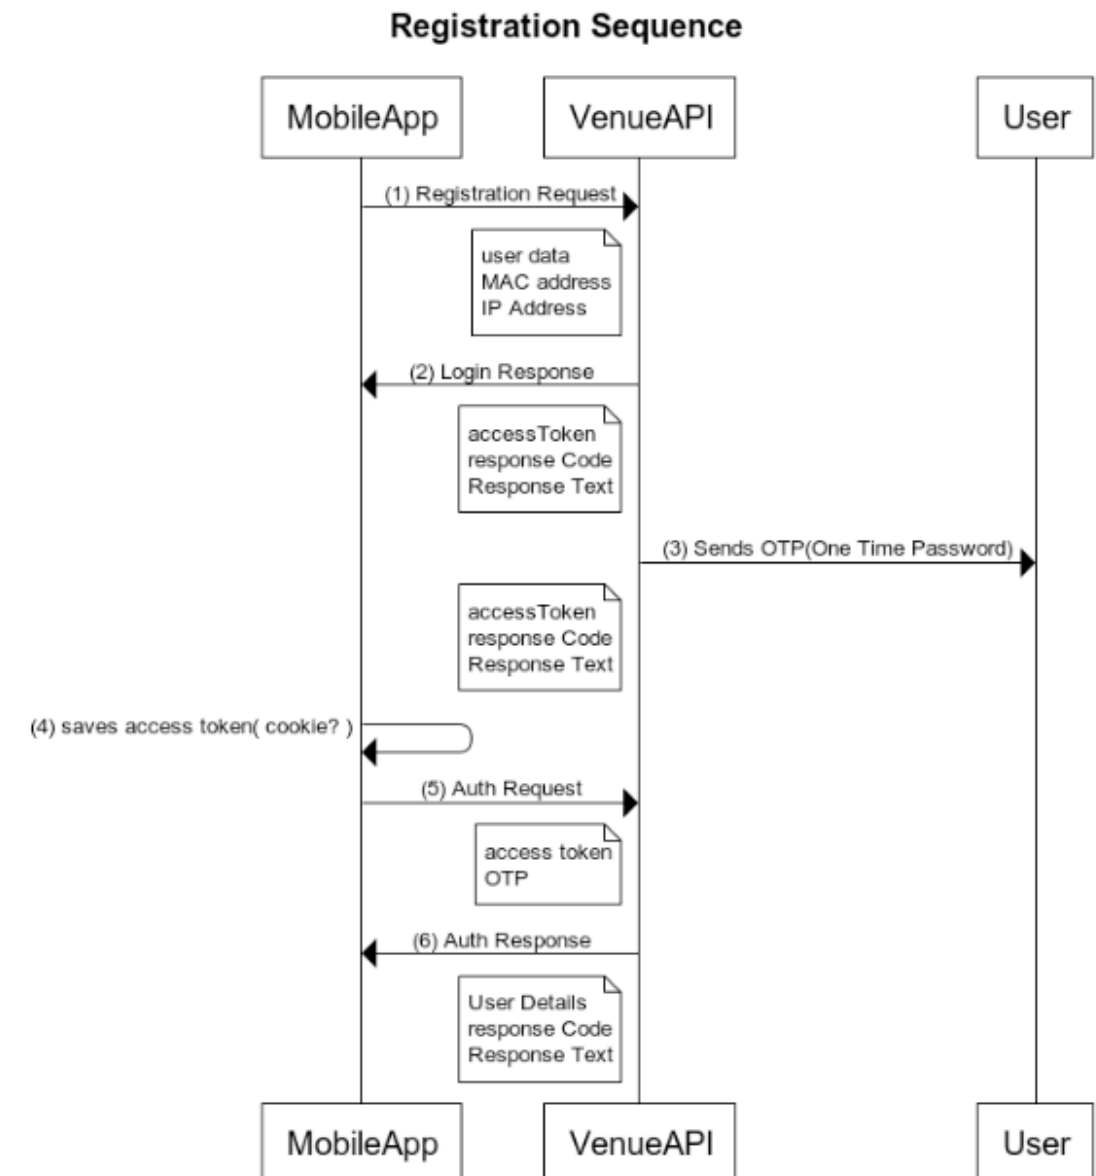 Registration Sequence
MobileApp
VenueAPI
User
(1) Registration Request
user data
MAC address
IP Address
(2) Login Response
accessToken
response Code
Response Text
(3) Sends OTP(One Time Password)
accessToken
response Code
Response Text
(4) saves access token( cookie? )
(5) Auth Request
access token
OTP
(6) Auth Response
User Details
response Code
Response Text
MobileApp
VenueAPI
User